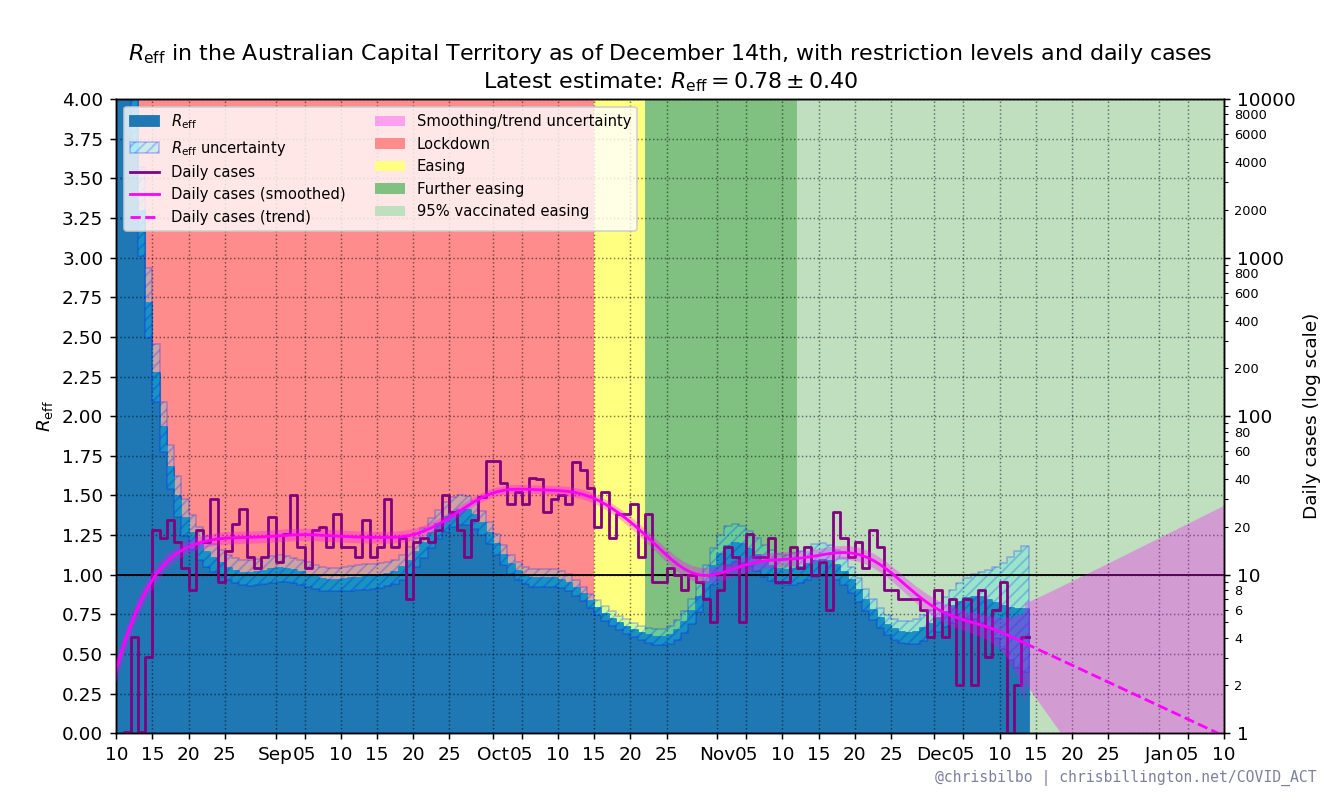 R_eff in the Australian Capital Territory as of December 14th, with restriction levels and daily cases
Latest estimate: R_eff = 0.78 ± 0.40
R_eff
R_eff uncertainty
Daily cases
Daily cases (smoothed)
Daily cases (trend)
Smoothing/trend uncertainty
Lockdown
Easing
Further easing
95% vaccinated easing
R_eff
4.00
3.75
3.50
3.25
3.00
2.75
2.50
2.25
2.00
1.75
1.50
1.25
1.00
0.75
0.50
0.25
0.00
10000
8000
6000
4000
2000
1000
800
600
400
200
100
80
60
40
20
10
8
6
4
2
1
Daily cases (log scale)
10 15 20 25 Sep 05 10 15 20 25 Oct 05 10 15 20 25 Nov 05 10 15 20 25 Dec 05 10 15 20 25 Jan 05 10
@chrisbilbo | chrisbillington.net/COVID_ACT